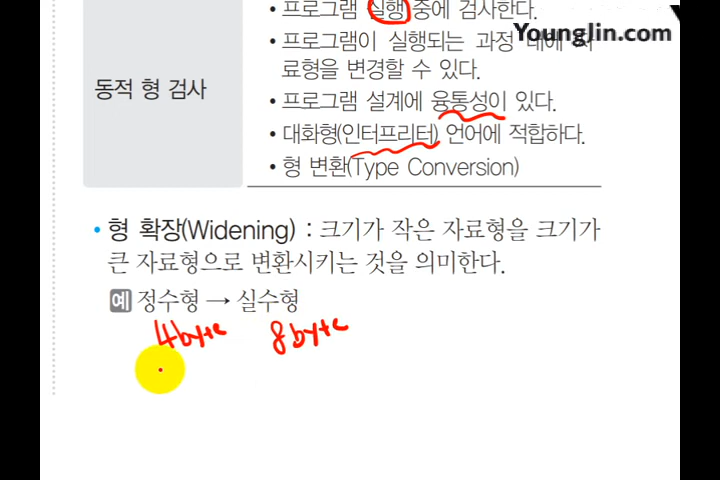 • 프로그램 실행 중에 검사한다.
Younglin.com
• 프로그램이 실행되는 과정
료형을 변경할 수 있다.
동적 형 검사
• 프로그램 설계에 융통성이 있다.
• 대화형(인터프리터) 언어에 적합하다.
• 형 변환(Type Conversion)
• 형 확장(Widening) : 크기가 작은 자료형을 크기가
큰 자료형으로 변환시키는 것을 의미한다.
예 정수형 → 실수형
4byte 8byte